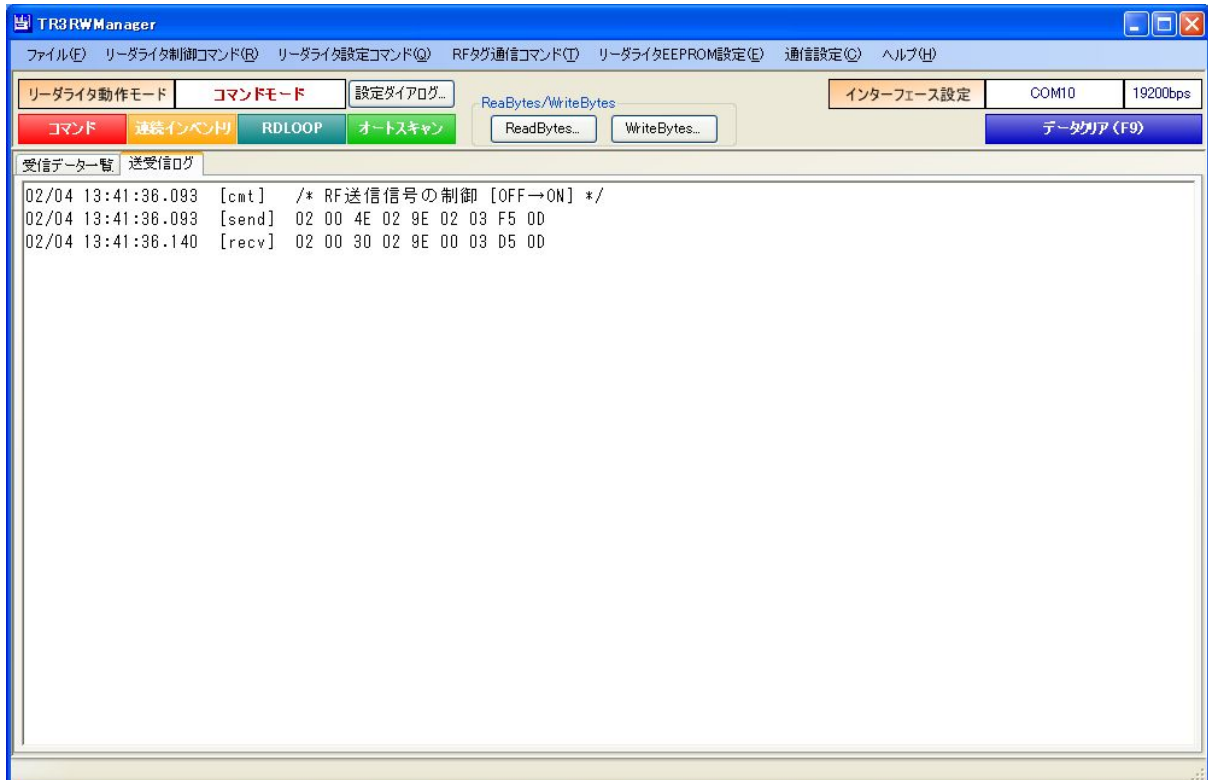 TR3RWManager
ファイル(F) リーダライタ制御コマンド(R) リーダライタ設定コマンド(Q) RFタグ通信コマンド(T) リーダライタEEPROM設定(E) 通信設定(C) ヘルプ(H)
リーダライタ動作モード コマンドモード 設定ダイアログ... ReaBytes/WriteBytes インターフェース設定 COM10 19200bps
コマンド 連続インベントリ RDLOOP オートスキャン ReadBytes... WriteBytes... データクリア(F9)
受信データ一覧 送受信ログ
02/04 13:41:36.093 [cmt] /* RF送信信号の制御 [OFF→ON] */
02/04 13:41:36.093 [send] 02 00 4E 02 9E 02 03 F5 0D
02/04 13:41:36.140 [recv] 02 00 30 02 9E 00 03 D5 0D